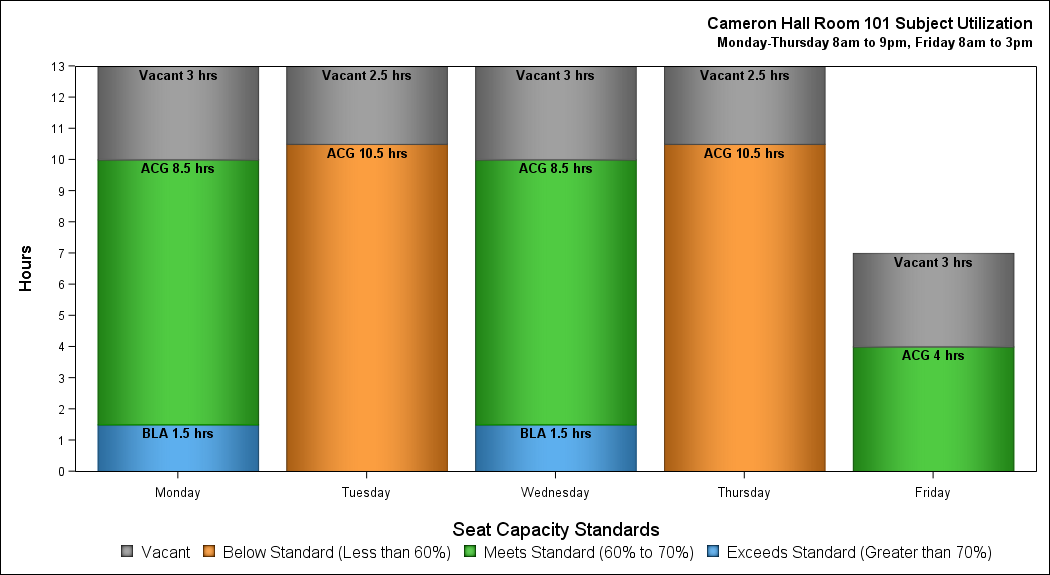 Cameron Hall Room 101 Subject Utilization
Monday-Thursday 8am to 9pm, Friday 8am to 3pm
Hours
13
12
11
10
9
8
7
6
5
4
3
2
1
0
Vacant 3 hrs
ACG 8.5 hrs
BLA 1.5 hrs
Vacant 2.5 hrs
ACG 10.5 hrs
Vacant 3 hrs
ACG 8.5 hrs
BLA 1.5 hrs
Vacant 2.5 hrs
ACG 10.5 hrs
Vacant 3 hrs
ACG 4 hrs
Monday Tuesday Wednesday Thursday Friday
Seat Capacity Standards
Vacant Below Standard (Less than 60%) Meets Standard (60% to 70%) Exceeds Standard (Greater than 70%)